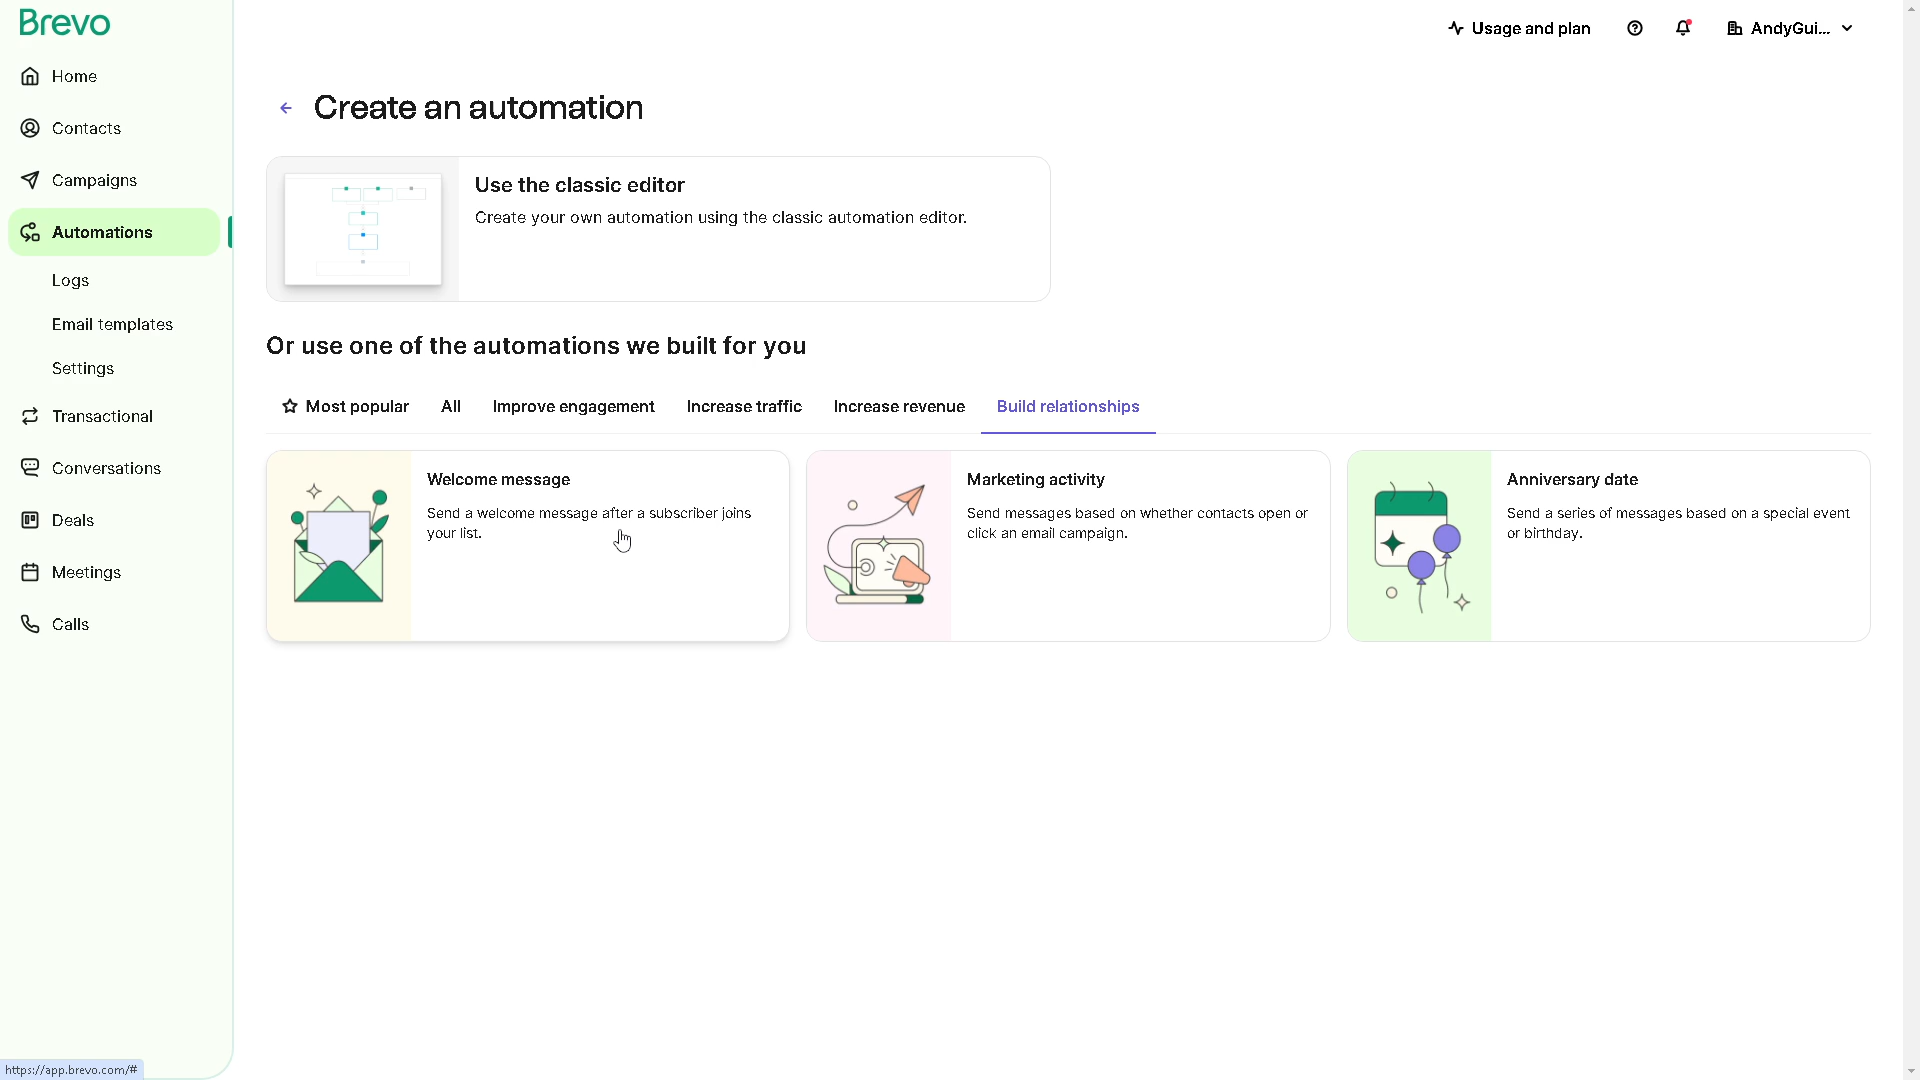 Brevo
Usage and plan
AndyGui...
Home
Contacts
Campaigns
Automations
Logs
Email templates
Settings
Transactional
Conversations
Deals
Meetings
Calls
Create an automation
Use the classic editor
Create your own automation using the classic automation editor.
Or use one of the automations we built for you
Most popular
All
Improve engagement
Increase traffic
Increase revenue
Build relationships
Welcome message
Send a welcome message after a subscriber joins
your list.
Marketing activity
Send messages based on whether contacts open or
click an email campaign.
Anniversary date
Send a series of messages based on a special event
or birthday.
https://app.brevo.com/#